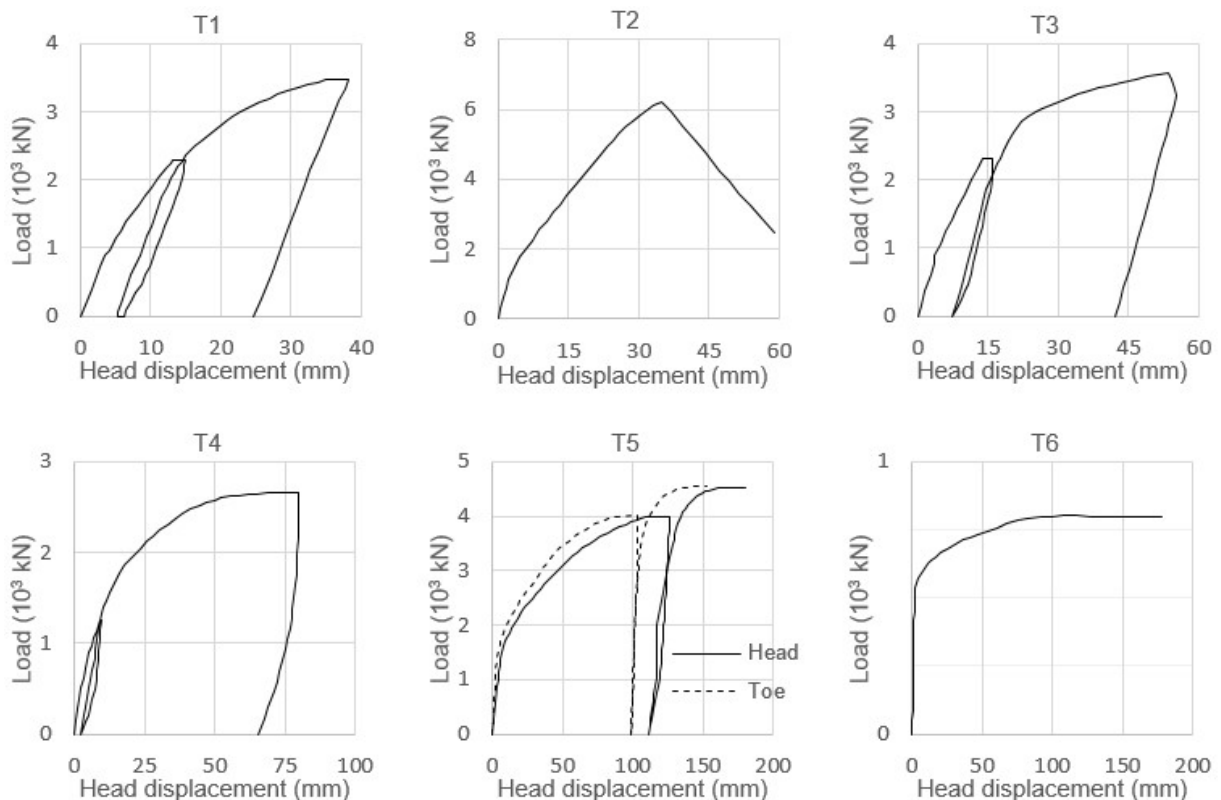 T1
4
3
2
1
0
0 10 20 30 40
Load (10³ kN)
Head displacement (mm)
T2
8
6
4
2
0
0 15 30 45 60
Load (10³ kN)
Head displacement (mm)
T3
4
3
2
1
0
0 15 30 45 60
Load (10³ kN)
Head displacement (mm)
T4
3
2
1
0
0 25 50 75 100
Load (10³ kN)
Head displacement (mm)
T5
5
4
3
2
1
0
0 50 100 150 200
Load (10³ kN)
Head displacement (mm)
Head
Toe
T6
1
0
0 50 100 150 200
Load (10³ kN)
Head displacement (mm)